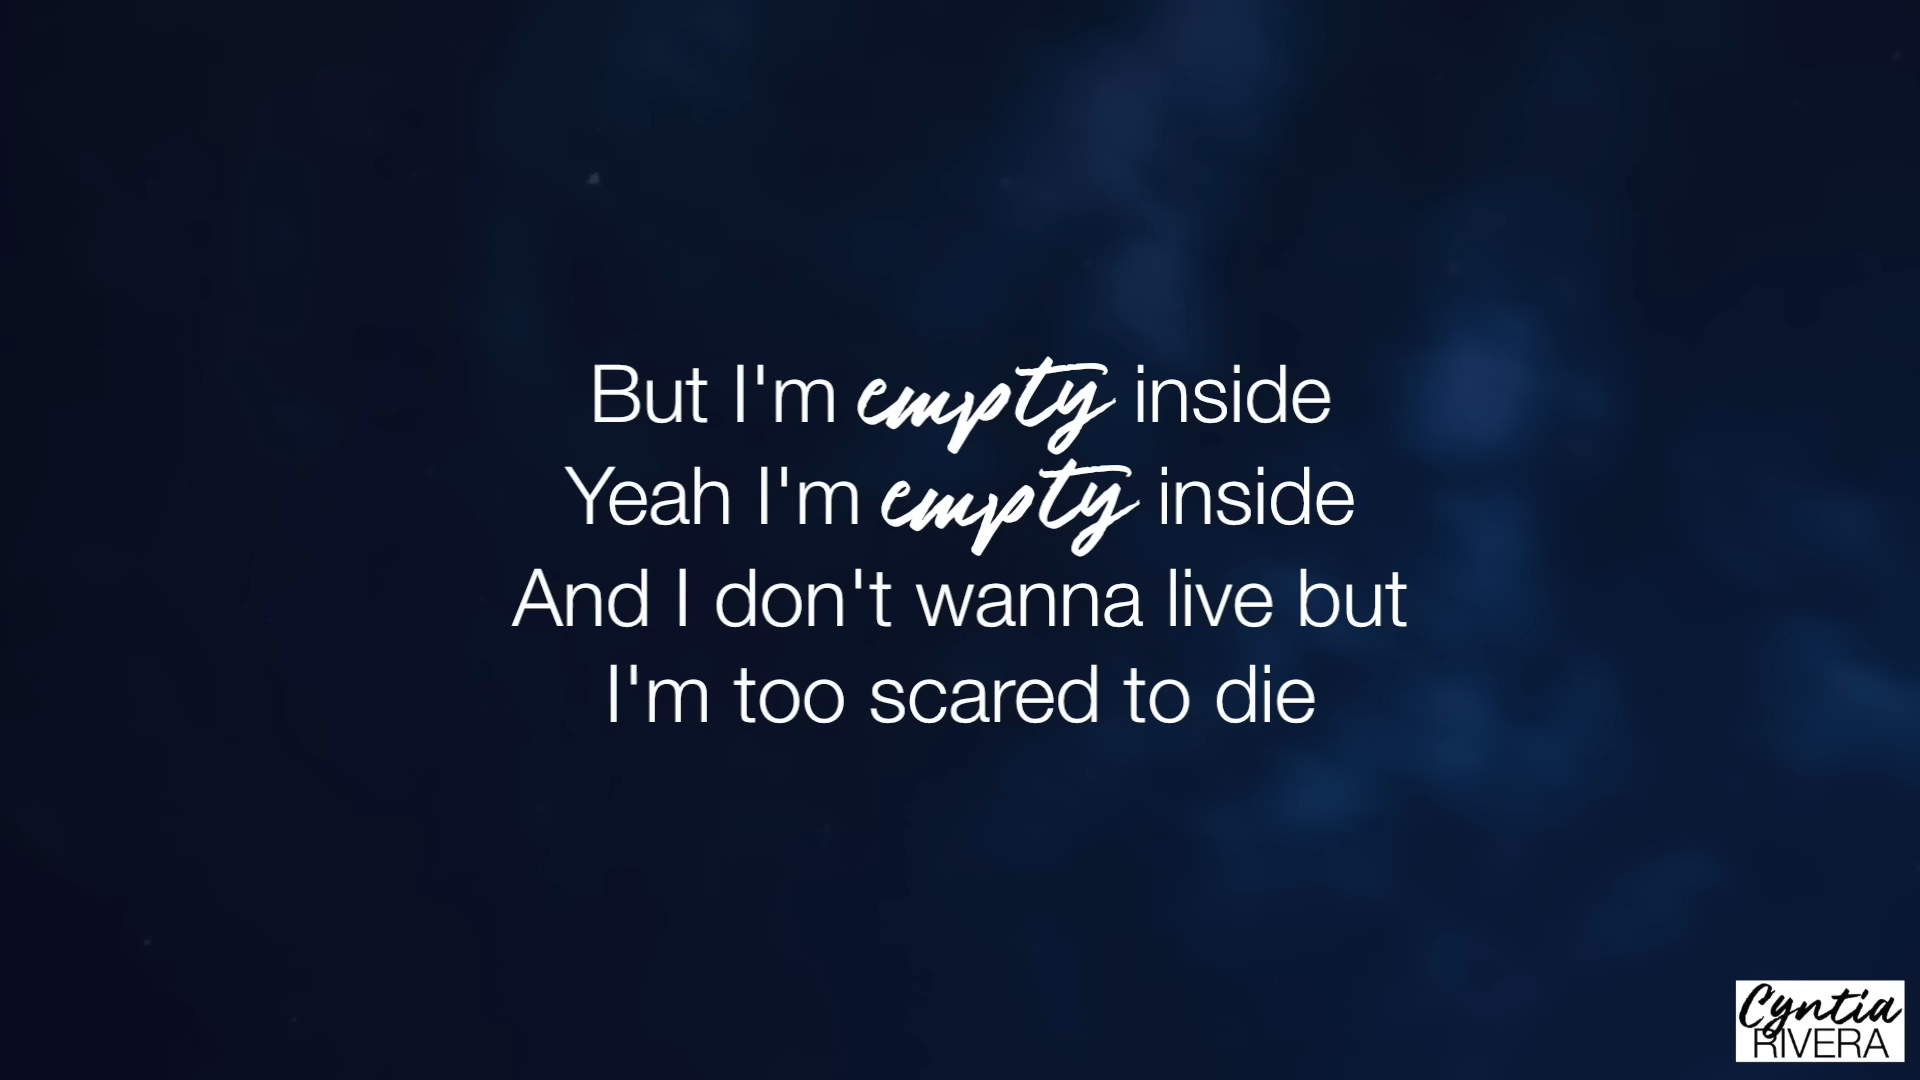 But I'm empty inside
Yeah I'm empty inside
And I don't wanna live but
I'm too scared to die
Cyntia
RIVERA